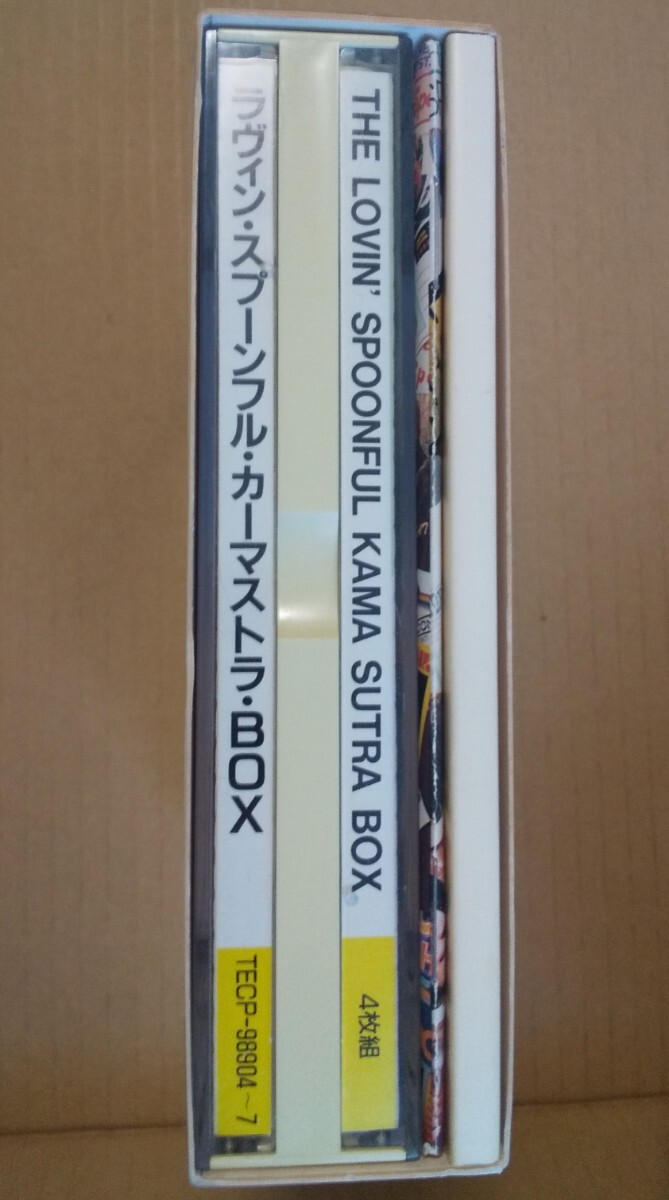 THE LOVIN' SPOONFUL KAMA SUTRA BOX
4枚組
ラヴィン・スプーンフル・カーマストラ・BOX
TECP-98904～7